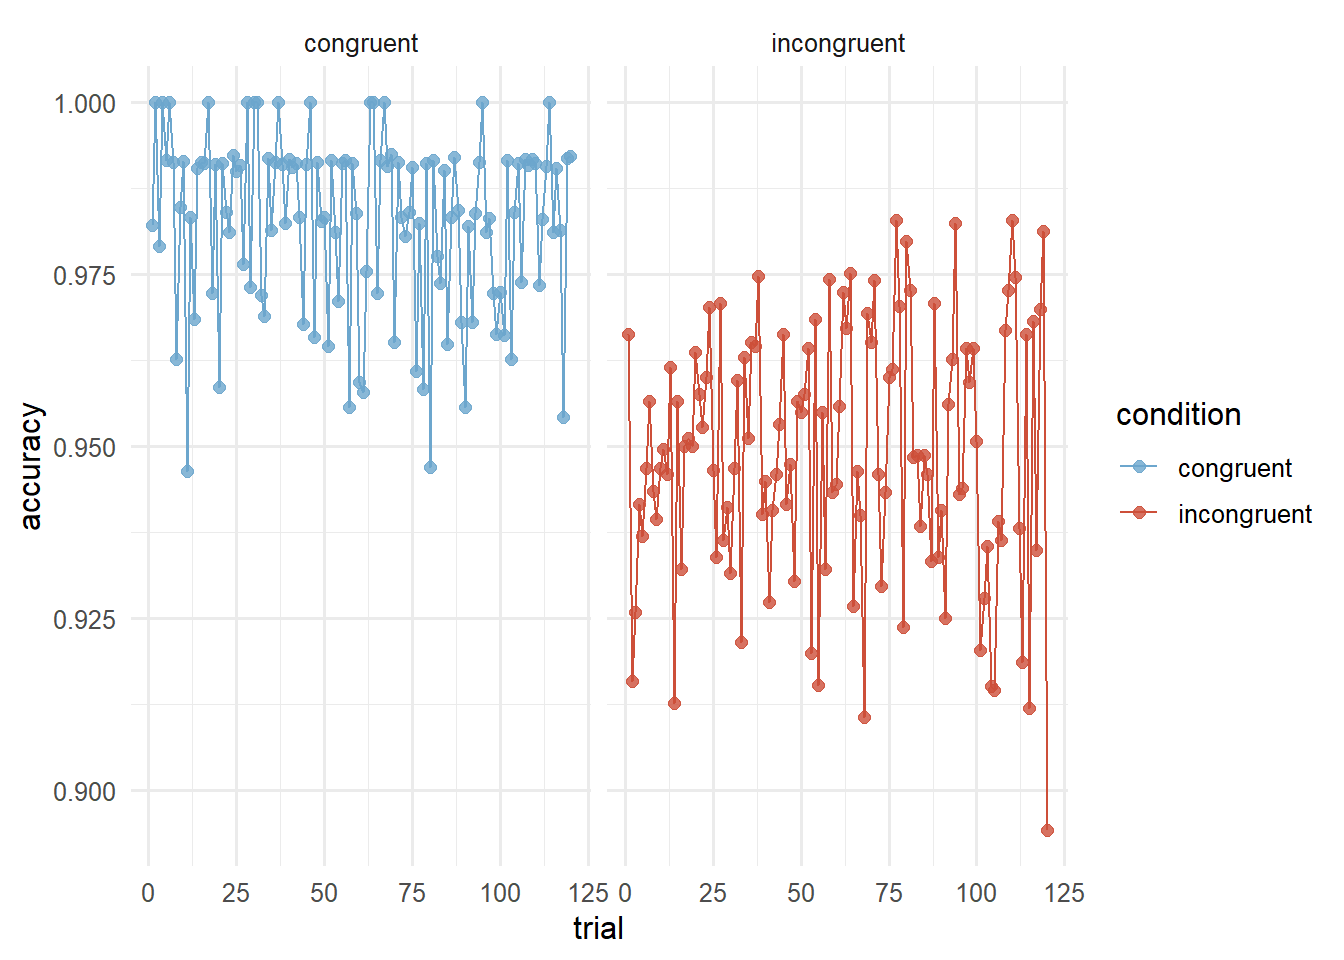 congruent incongruent
1.000
0.975
0.950
0.925
0.900
accuracy
0 25 50 75 100 125 0 25 50 75 100 125
trial
condition
congruent
incongruent